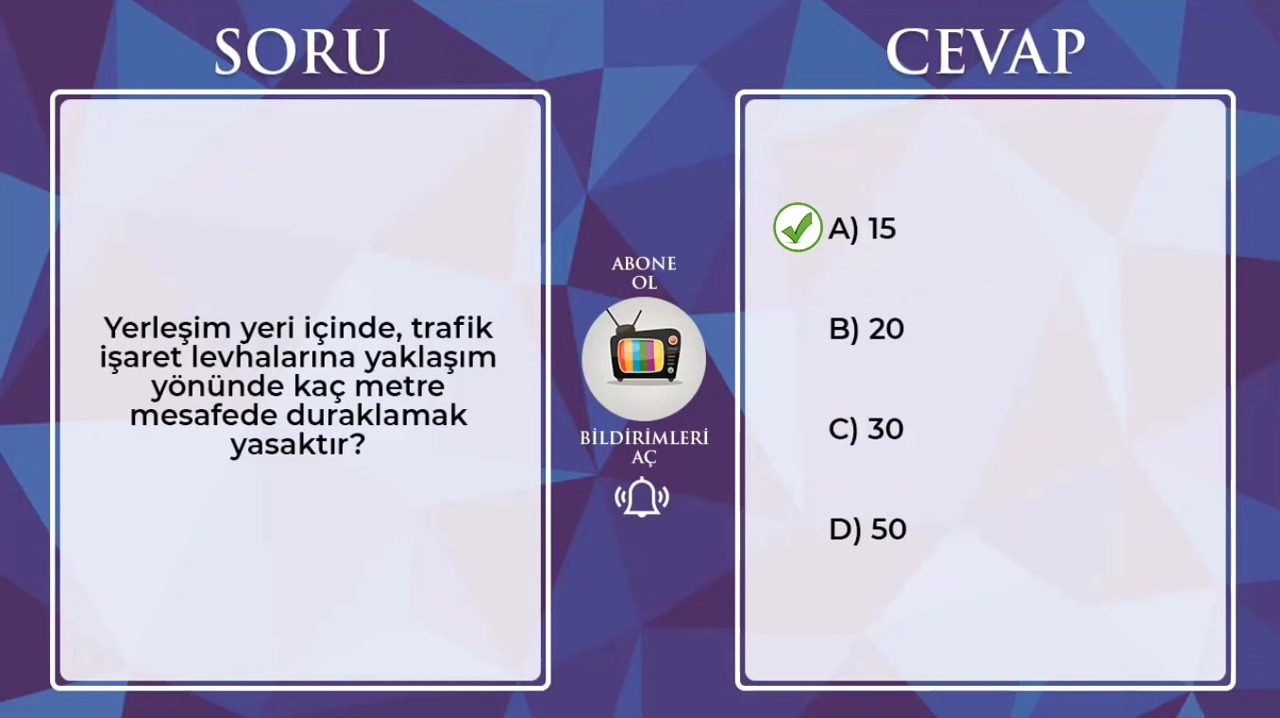 SORU
Yerleşim yeri içinde, trafik
işaret levhalarına yaklaşım
yönünde kaç metre
mesafede duraklamak
yasaktır?
ABONE
OL
BİLDİRİMLERİ
AÇ
CEVAP
A) 15
B) 20
C) 30
D) 50